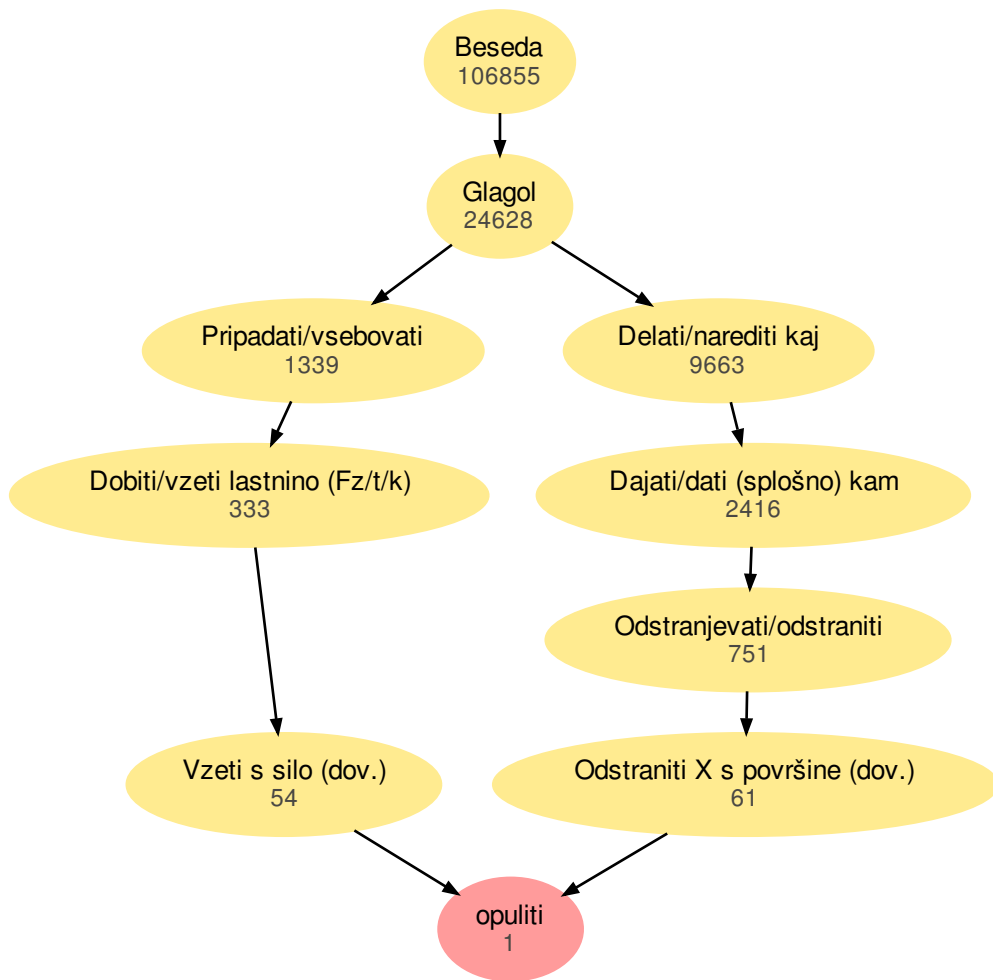 Beseda
106855
Glagol
24628
Pripadati/vsebovati
1339
Delati/narediti kaj
9663
Dobiti/vzeti lastnino (Fz/t/k)
333
Dajati/dati (splošno) kam
2416
Odstranjevati/odstraniti
751
Vzeti s silo (dov.)
54
Odstraniti X s površine (dov.)
61
opuliti
1